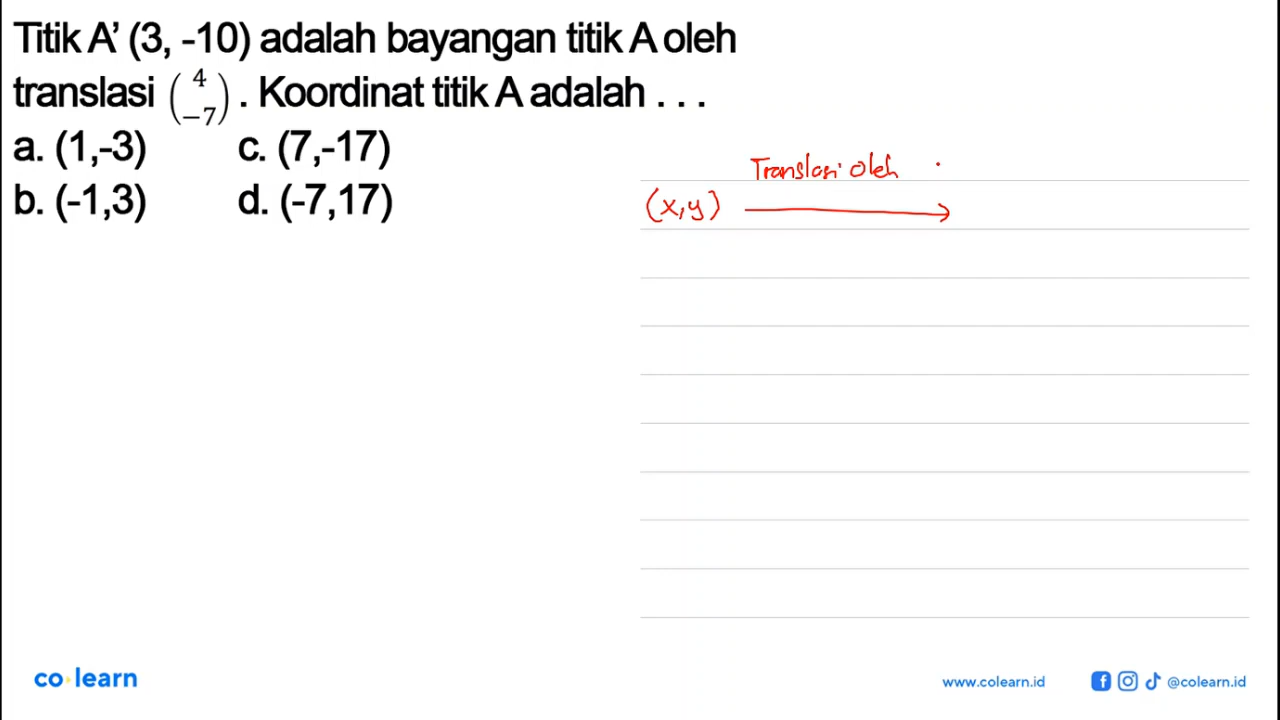 Titik A' (3, -10) adalah bayangan titik A oleh
translasi (4 -7). Koordinat titik A adalah . . .
a. (1,-3) c. (7,-17)
b. (-1,3) d. (-7,17)
Translasi oleh
(x,y)
co learn
www.colearn.id @colearn.id